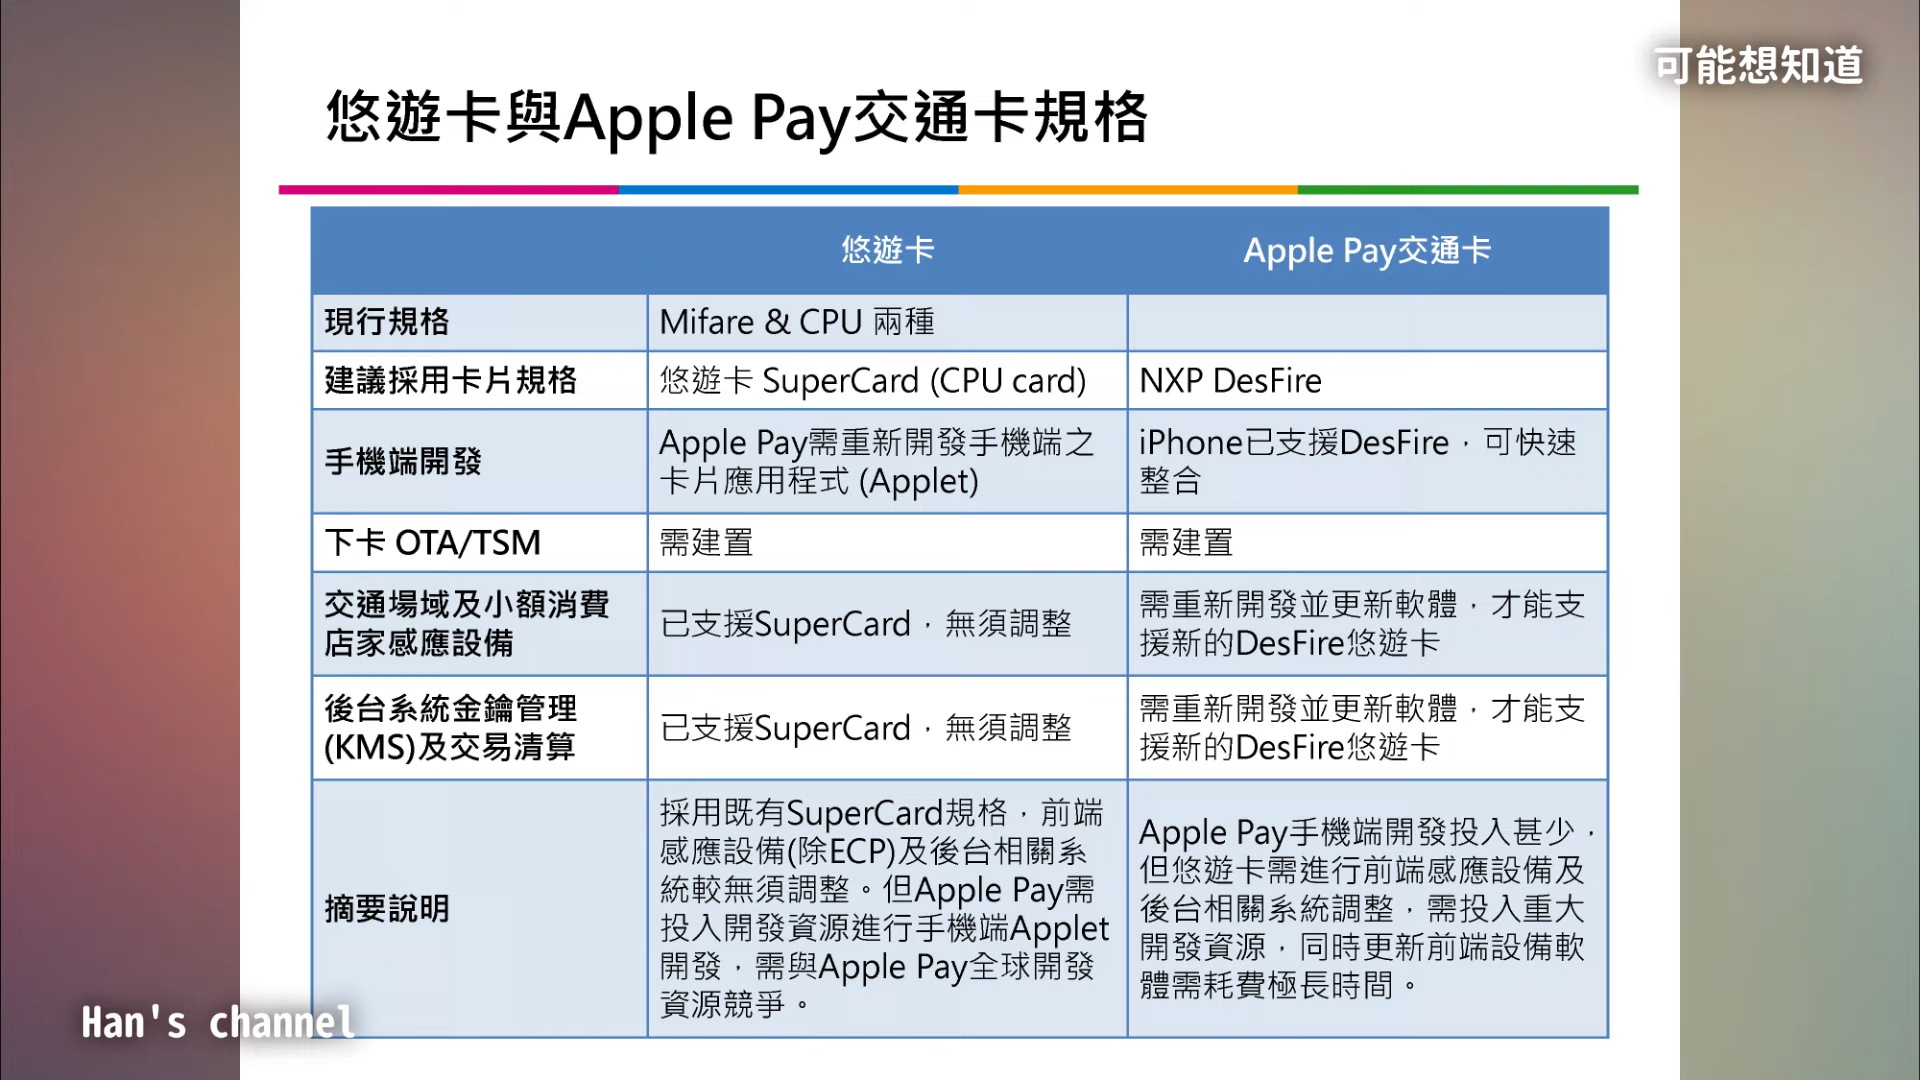 可能想知道
悠遊卡與Apple Pay交通卡規格
悠遊卡
Apple Pay交通卡
現行規格
Mifare & CPU 兩種
建議採用卡片規格
悠遊卡 SuperCard (CPU card)
NXP DesFire
手機端開發
Apple Pay需重新開發手機端之
卡片應用程式 (Applet)
iPhone已支援DesFire，可快速
整合
下卡 OTA/TSM
需建置
需建置
交通場域及小額消費
店家感應設備
已支援SuperCard，無須調整
需重新開發並更新軟體，才能支
援新的DesFire悠遊卡
後台系統金鑰管理
(KMS)及交易清算
已支援SuperCard，無須調整
需重新開發並更新軟體，才能支
援新的DesFire悠遊卡
摘要說明
採用既有SuperCard規格，前端
感應設備(除ECP)及後台相關系
統較無須調整。但Apple Pay需
投入開發資源進行手機端Applet
開發，需與Apple Pay全球開發
資源競爭。
Apple Pay手機端開發投入甚少，
但悠遊卡需進行前端感應設備及
後台相關系統調整，需投入重大
開發資源，同時更新前端設備軟
體需耗費極長時間。
Han's channel